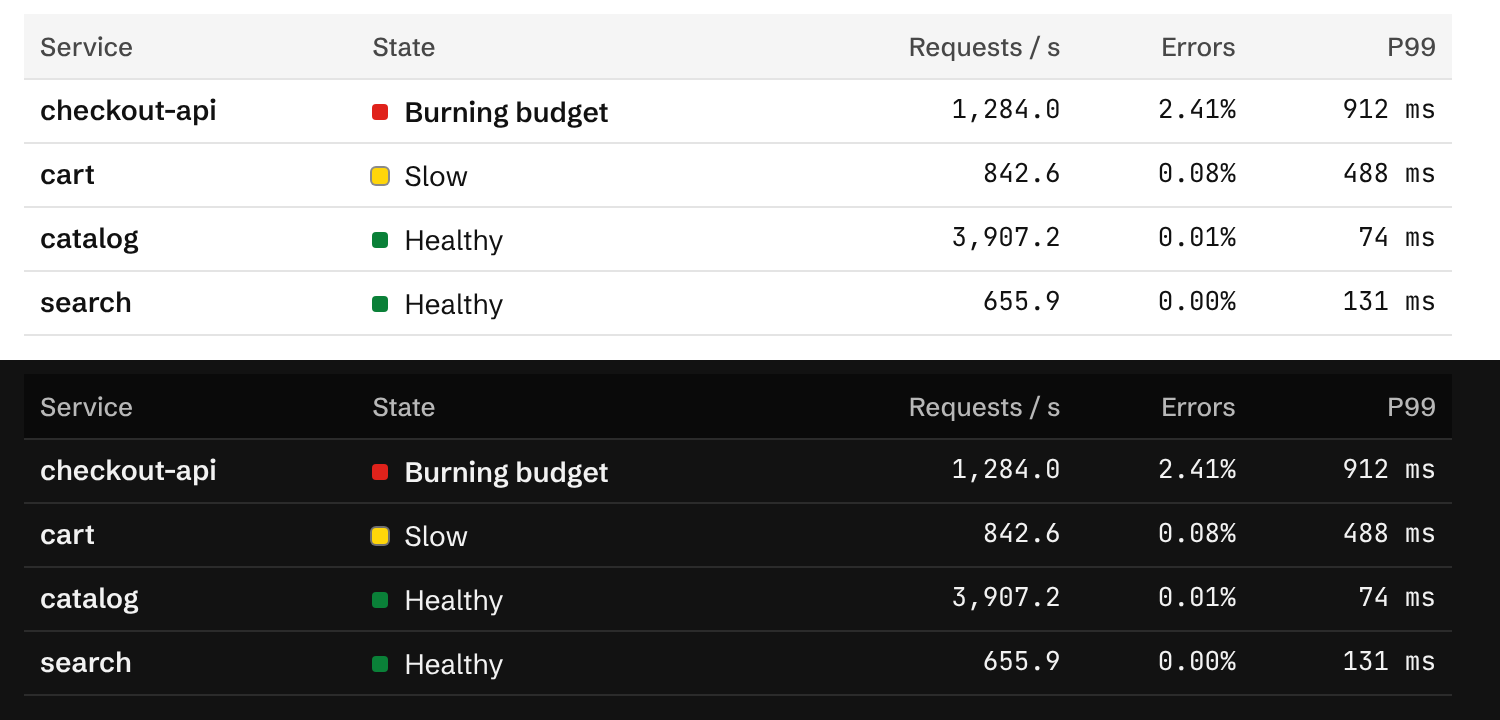 Service State Requests / s Errors P99
checkout-api Burning budget 1,284.0 2.41% 912 ms
cart Slow 842.6 0.08% 488 ms
catalog Healthy 3,907.2 0.01% 74 ms
search Healthy 655.9 0.00% 131 ms
Service State Requests / s Errors P99
checkout-api Burning budget 1,284.0 2.41% 912 ms
cart Slow 842.6 0.08% 488 ms
catalog Healthy 3,907.2 0.01% 74 ms
search Healthy 655.9 0.00% 131 ms